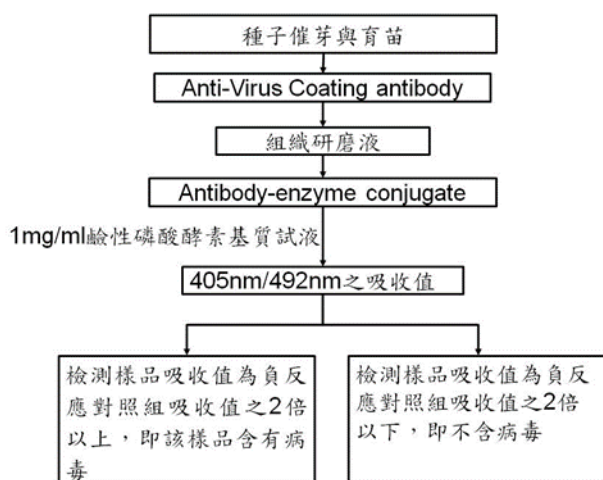 種子催芽與育苗
Anti-Virus Coating antibody
組織研磨液
Antibody-enzyme conjugate
1mg/ml鹼性磷酸酵素基質試液
405nm/492nm之吸收值
檢測樣品吸收值為負反
應對照組吸收值之2倍
以上，即該樣品含有病
毒
檢測樣品吸收值為負反
應對照組吸收值之2倍
以下，即不含病毒